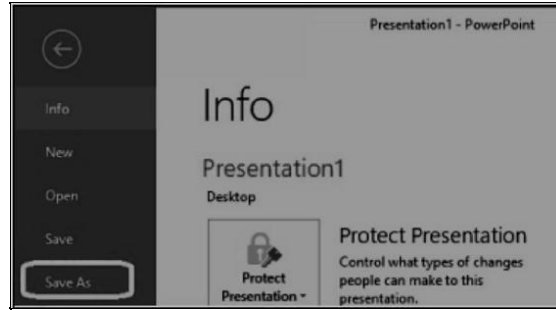 Presentation1 - PowerPoint
Info
New
Open
Save
Save As
Info
Presentation1
Desktop
Protect
Presentation
Protect Presentation
Control what types of changes
people can make to this
presentation.